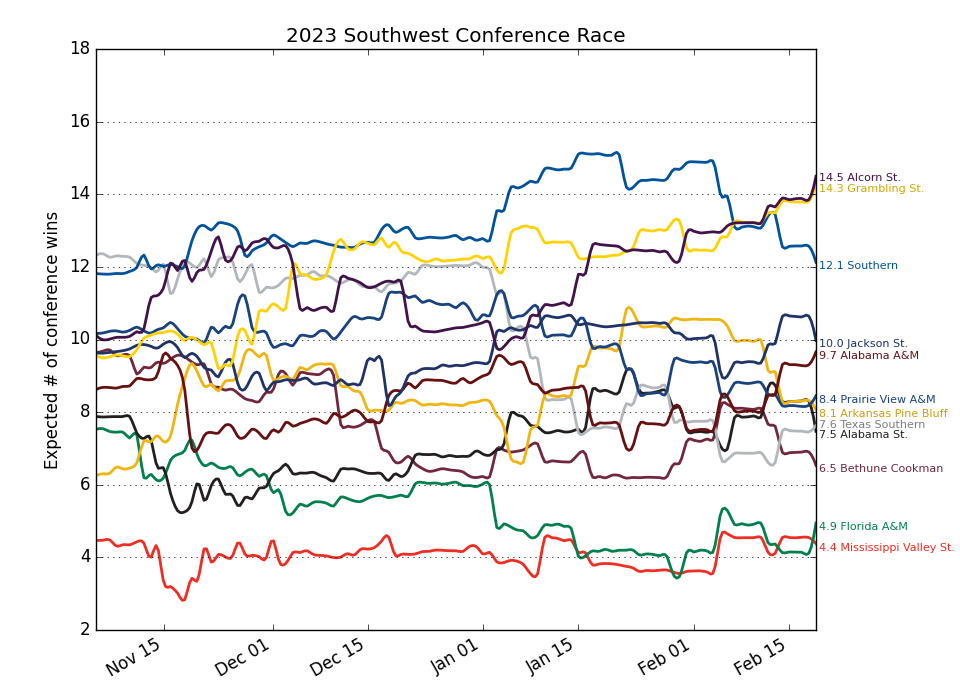 2023 Southwest Conference Race
Expected # of conference wins
18
16
14
12
10
8
6
4
2
Nov 15
Dec 01
Dec 15
Jan 01
Jan 15
Feb 01
Feb 15
14.5 Alcorn St.
14.3 Grambling St.
12.1 Southern
10.0 Jackson St.
9.7 Alabama A&M
8.4 Prairie View A&M
8.1 Arkansas Pine Bluff
7.6 Texas Southern
7.5 Alabama St.
6.5 Bethune Cookman
4.9 Florida A&M
4.4 Mississippi Valley St.